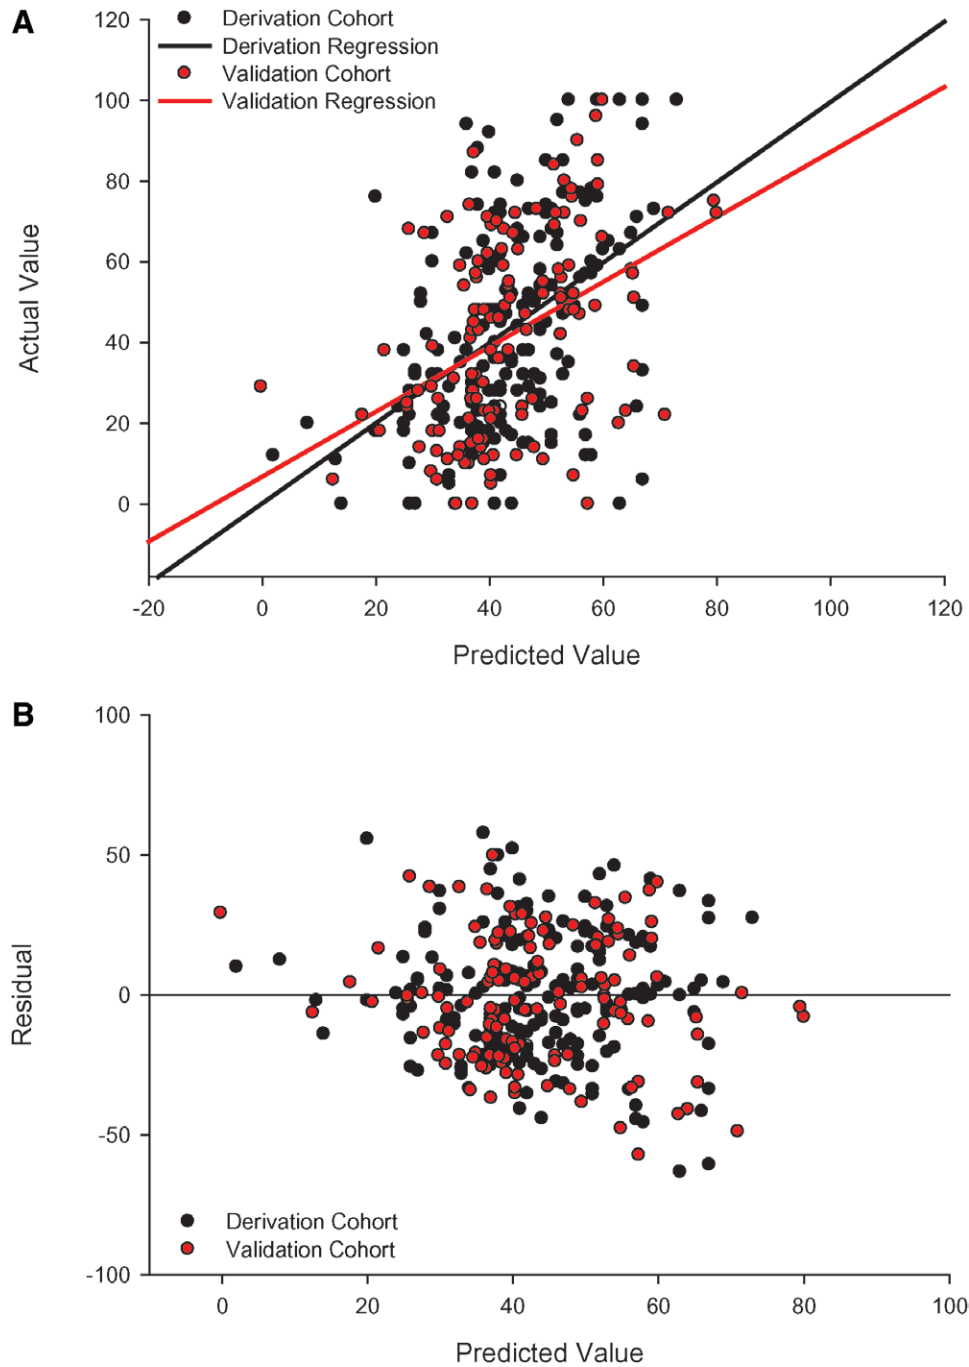 A
Derivation Cohort
Derivation Regression
Validation Cohort
Validation Regression
120
100
80
60
40
20
0
Actual Value
-20 0 20 40 60 80 100 120
Predicted Value
B
100
50
0
-50
-100
Residual
Derivation Cohort
Validation Cohort
0 20 40 60 80 100
Predicted Value